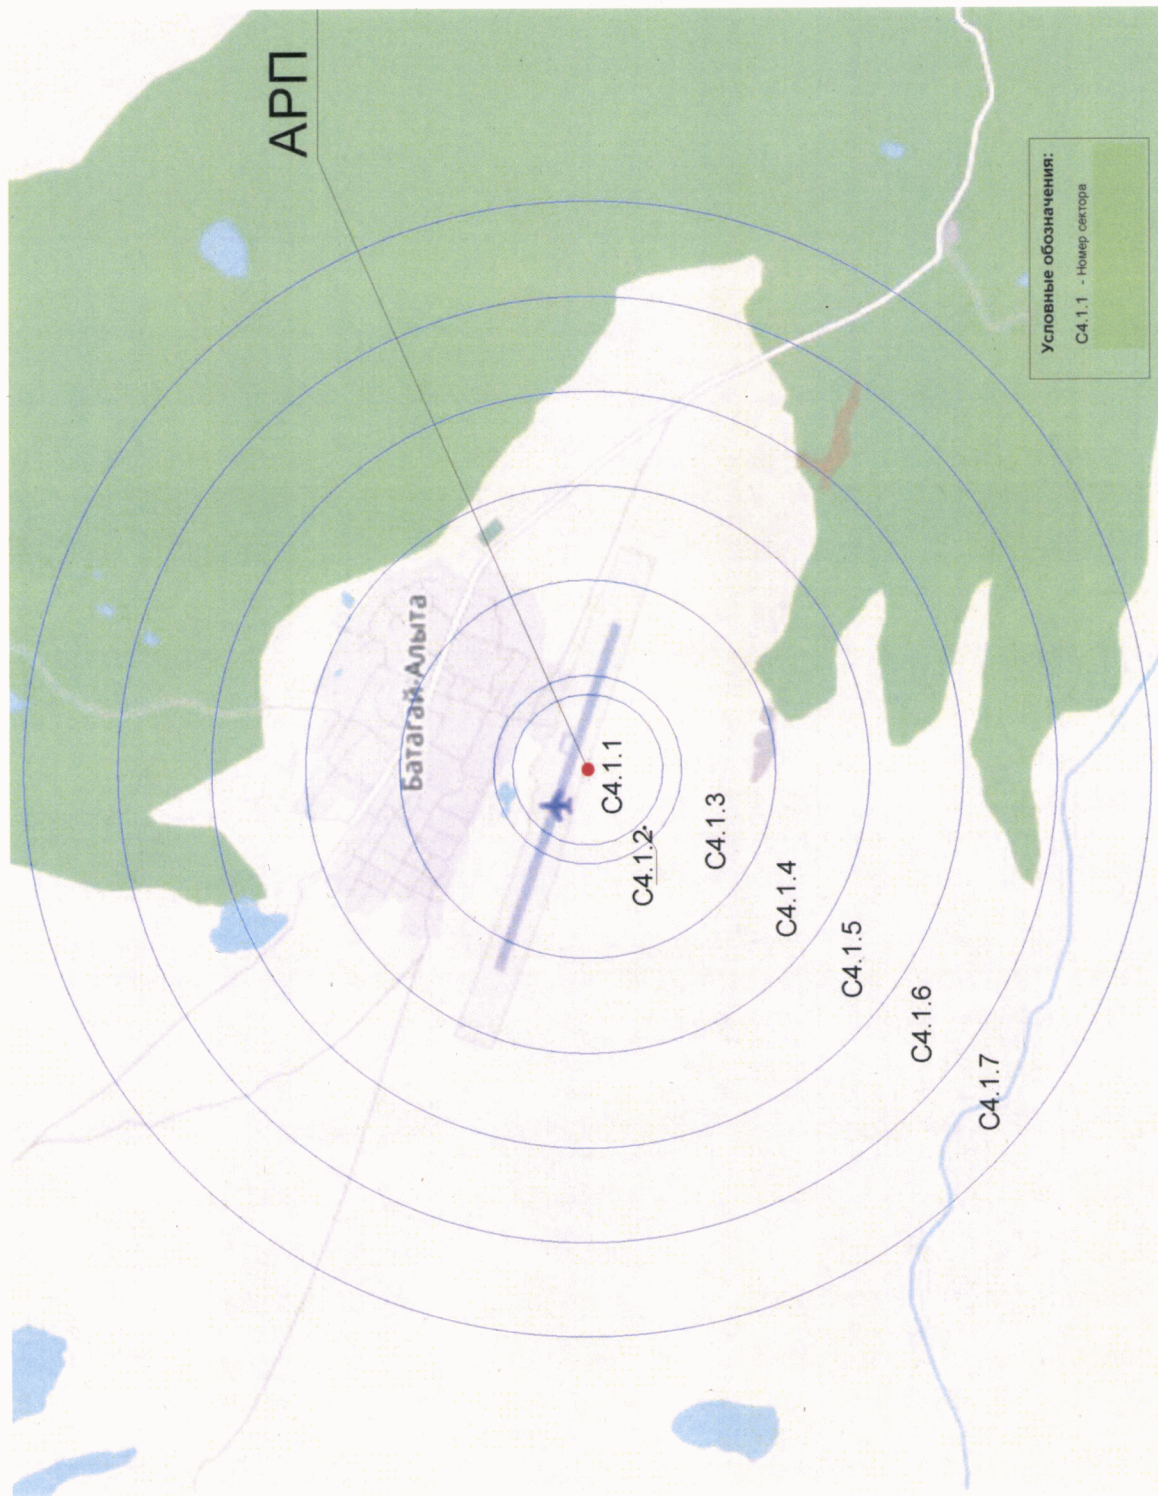 АРП
Батагай-Алыта
С4.1.1
С4.1.2
С4.1.3
С4.1.4
С4.1.5
С4.1.6
С4.1.7
Условные обозначения:
С4.1.1 - Номер сектора